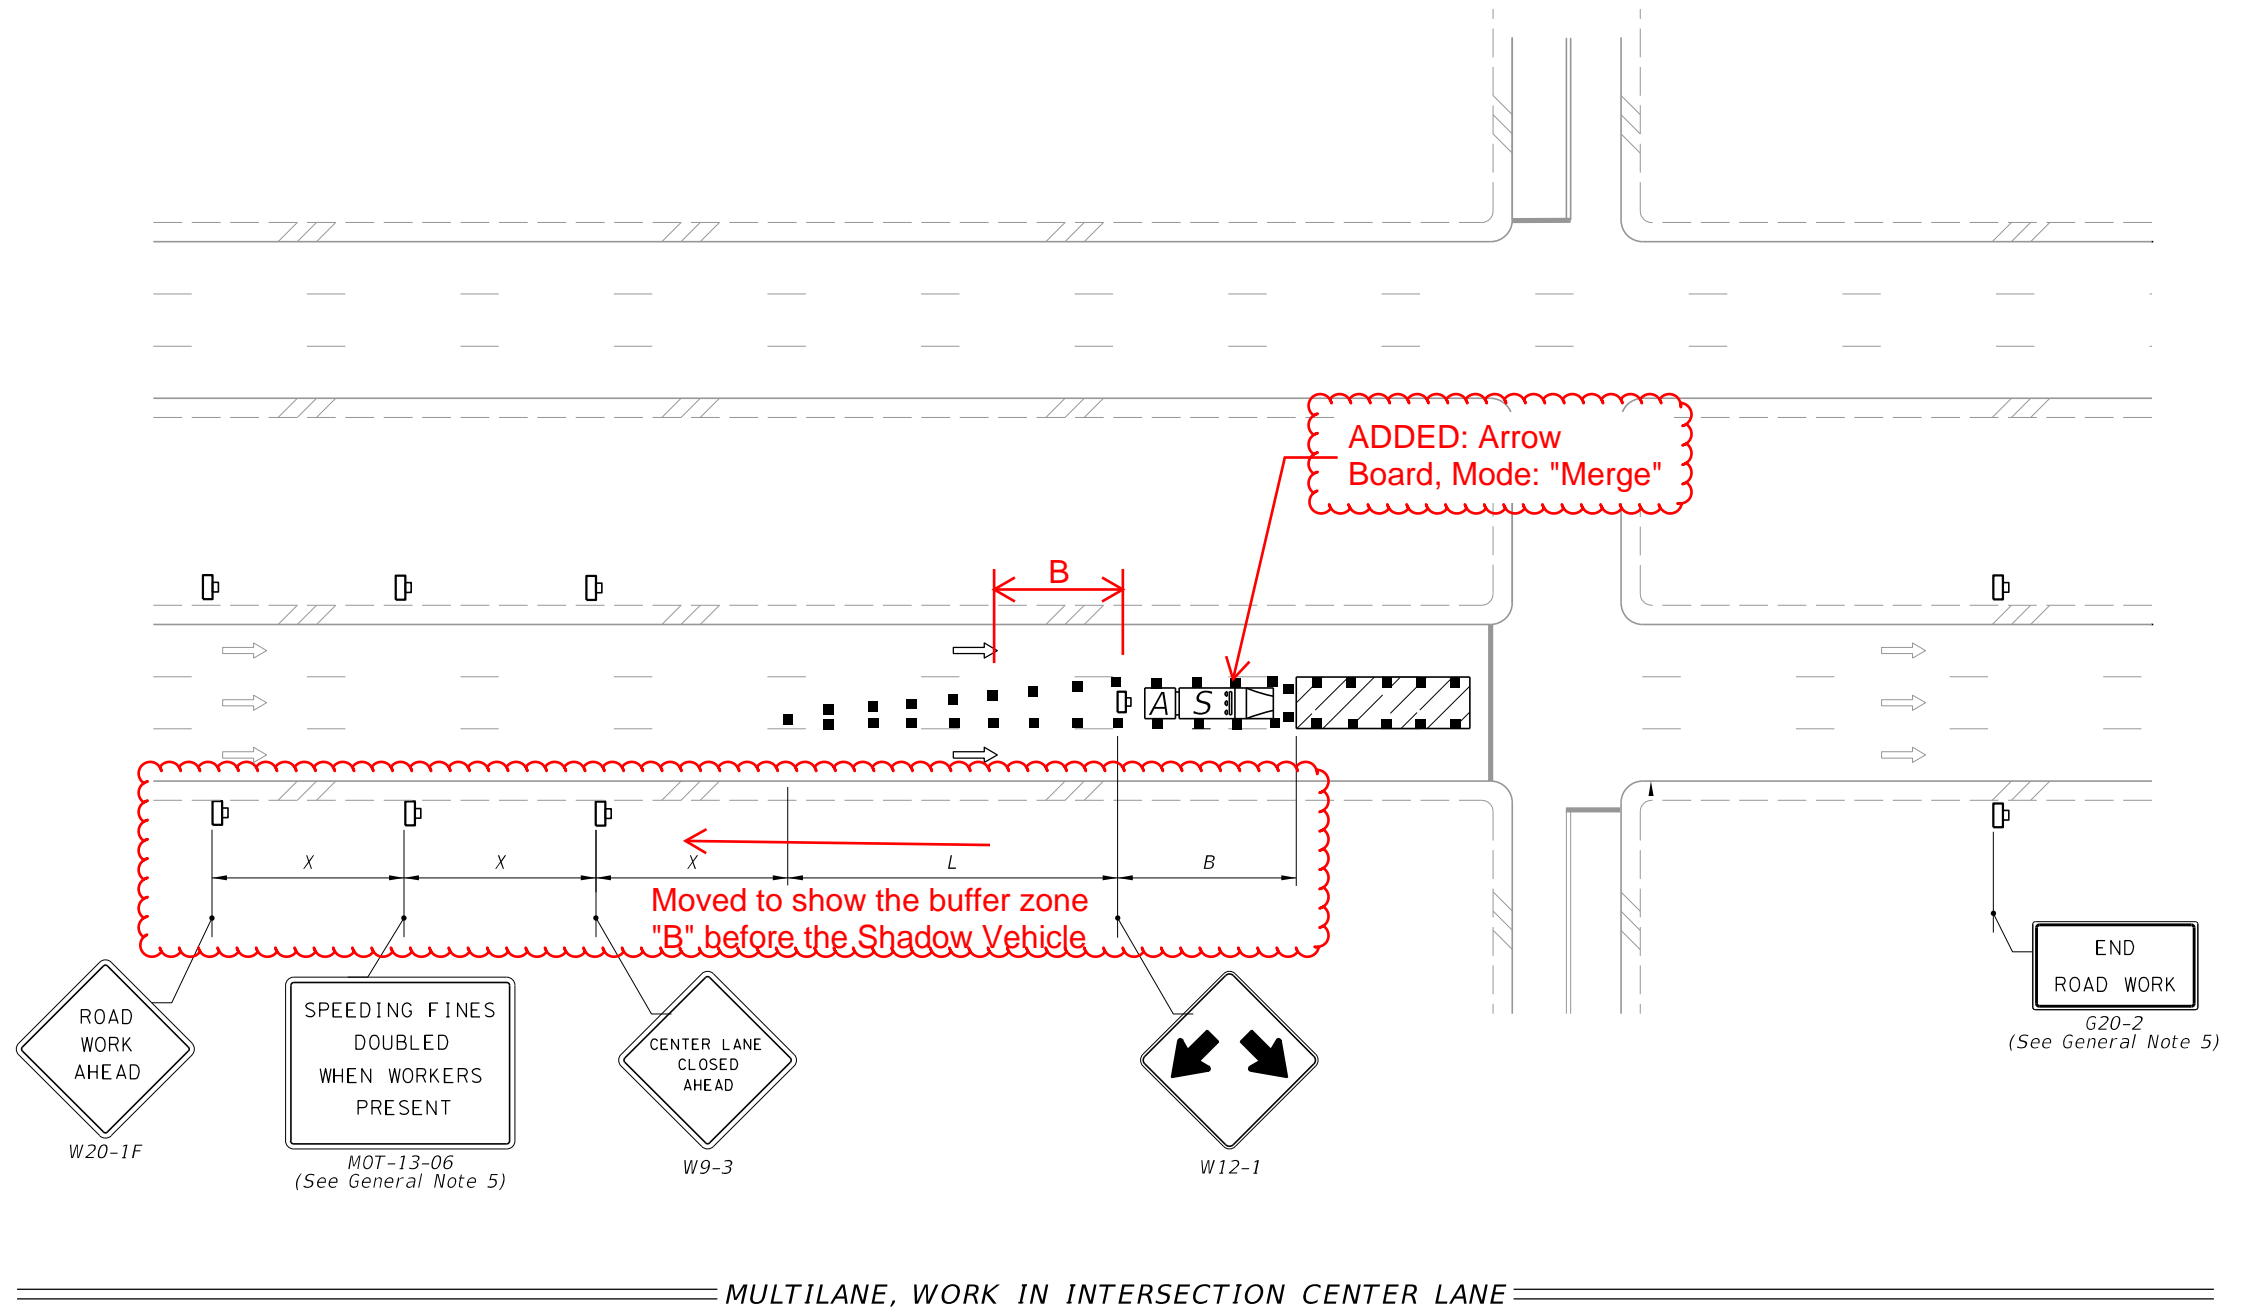 ADDED: Arrow
Board, Mode: "Merge"
B
A S
X X X L B
Moved to show the buffer zone
"B" before the Shadow Vehicle
ROAD
WORK
AHEAD
W20-1F
SPEEDING FINES
DOUBLED
WHEN WORKERS
PRESENT
MOT-13-06
(See General Note 5)
CENTER LANE
CLOSED
AHEAD
W9-3
W12-1
END
ROAD WORK
G20-2
(See General Note 5)
MULTILANE, WORK IN INTERSECTION CENTER LANE